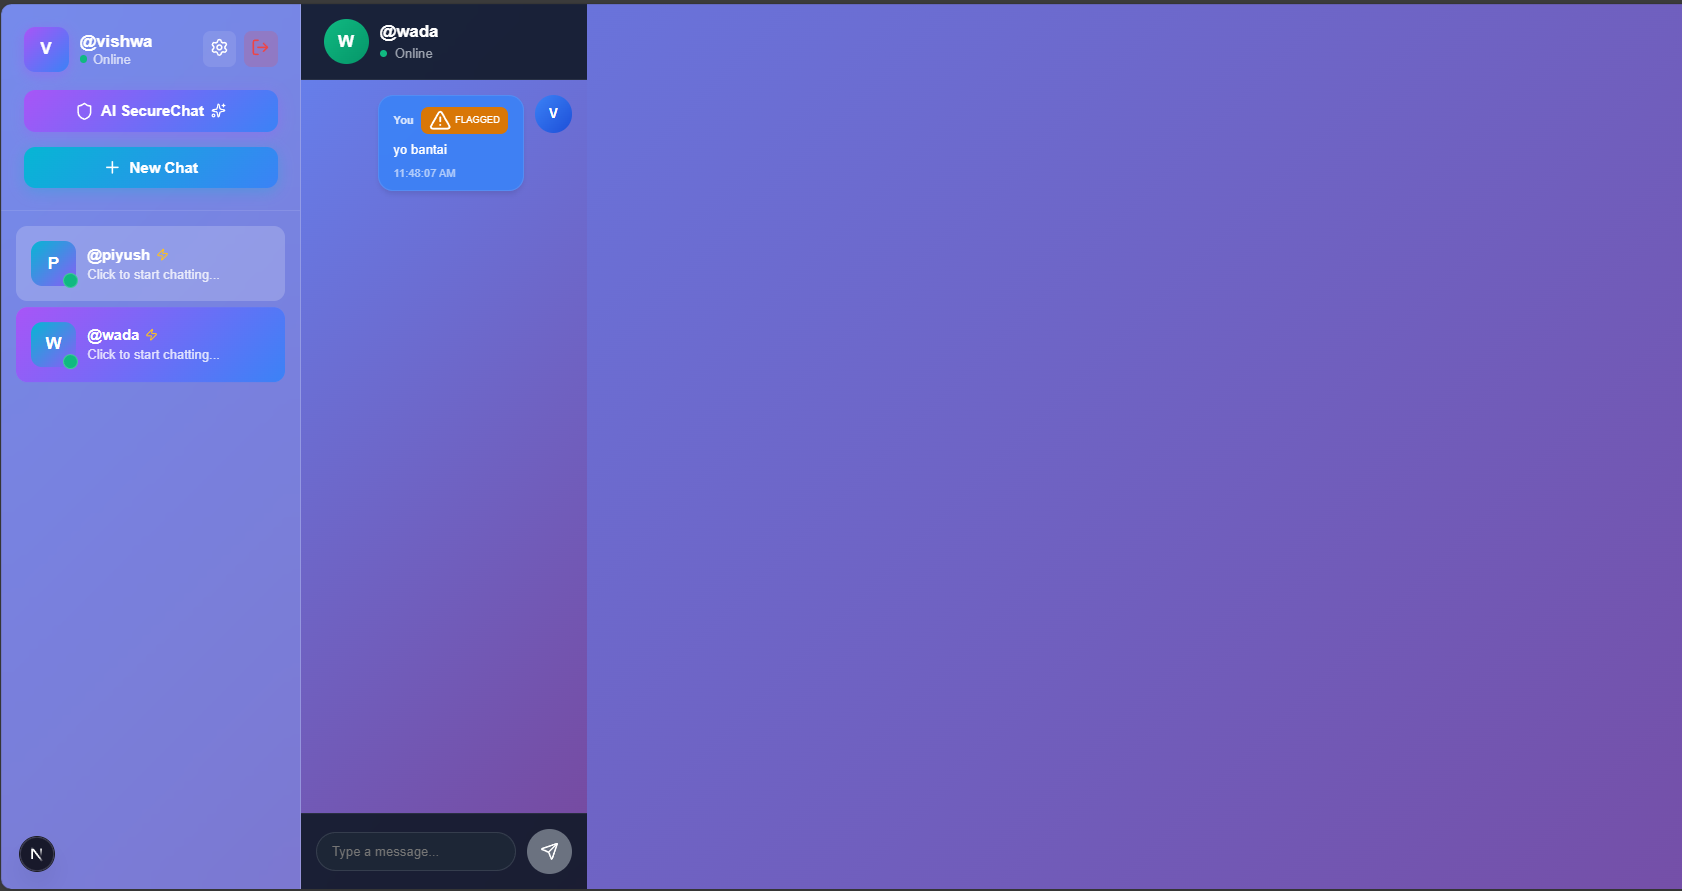 V
@vishwa
Online
AI SecureChat
New Chat
P
@piyush
Click to start chatting...
W
@wada
Click to start chatting...
N
W
@wada
Online
You FLAGGED
yo bantai
11:48:07 AM
V
Type a message...